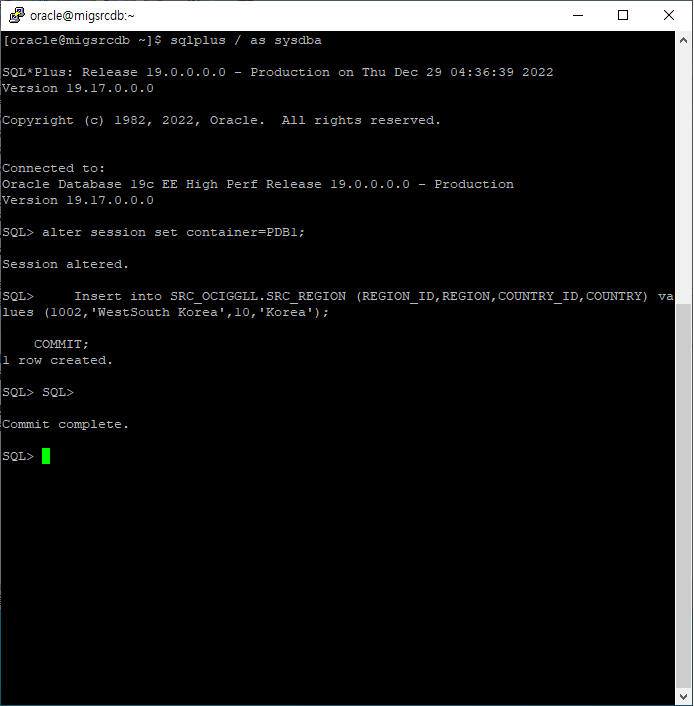 oracle@migsrcdb:~
[oracle@migsrcdb ~]$ sqlplus / as sysdba
SQL*Plus: Release 19.0.0.0.0 - Production on Thu Dec 29 04:36:39 2022
Version 19.17.0.0.0
Copyright (c) 1982, 2022, Oracle.  All rights reserved.
Connected to:
Oracle Database 19c EE High Perf Release 19.0.0.0.0 - Production
Version 19.17.0.0.0
SQL> alter session set container=PDB1;
Session altered.
SQL>     Insert into SRC_OCIGGLL.SRC_REGION (REGION_ID,REGION,COUNTRY_ID,COUNTRY) va
lues (1002,'WestSouth Korea',10,'Korea');
    COMMIT;
1 row created.
SQL> SQL>
Commit complete.
SQL>